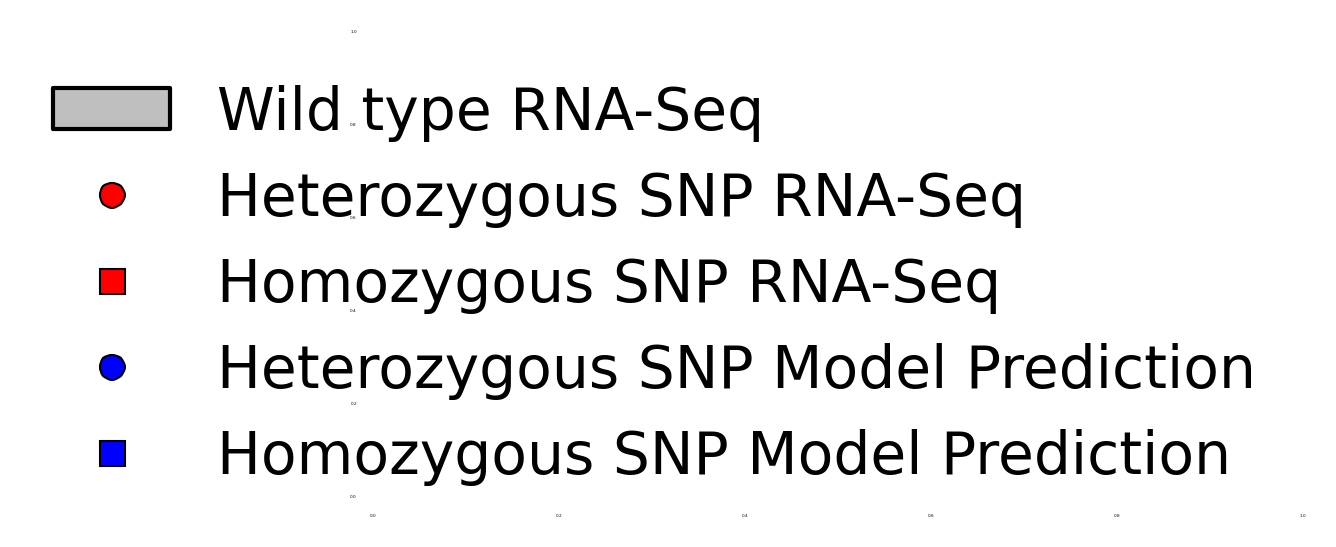 1.0
Wild type RNA-Seq
0.8
Heterozygous SNP RNA-Seq
0.6
Homozygous SNP RNA-Seq
0.4
Heterozygous SNP Model Prediction
0.2
Homozygous SNP Model Prediction
0.0
0.0 0.2 0.4 0.6 0.8 1.0